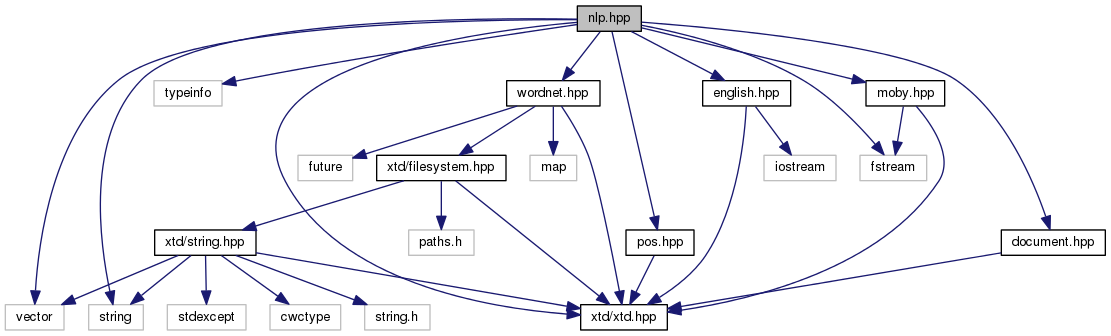 nlp.hpp
typeinfo
wordnet.hpp
english.hpp
moby.hpp
future
xtd/filesystem.hpp
map
iostream
fstream
xtd/string.hpp
paths.h
pos.hpp
document.hpp
vector
string
stdexcept
cwctype
string.h
xtd/xtd.hpp